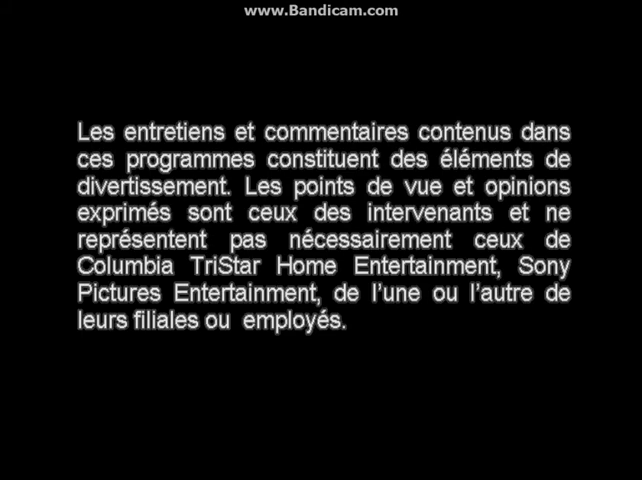 www.Bandicam.com
Les entretiens et commentaires contenus dans
ces programmes constituent des éléments de
divertissement. Les points de vue et opinions
exprimés sont ceux des intervenants et ne
représentent pas nécessairement ceux de
Columbia TriStar Home Entertainment, Sony
Pictures Entertainment, de l'une ou l'autre de
leurs filiales ou employés.